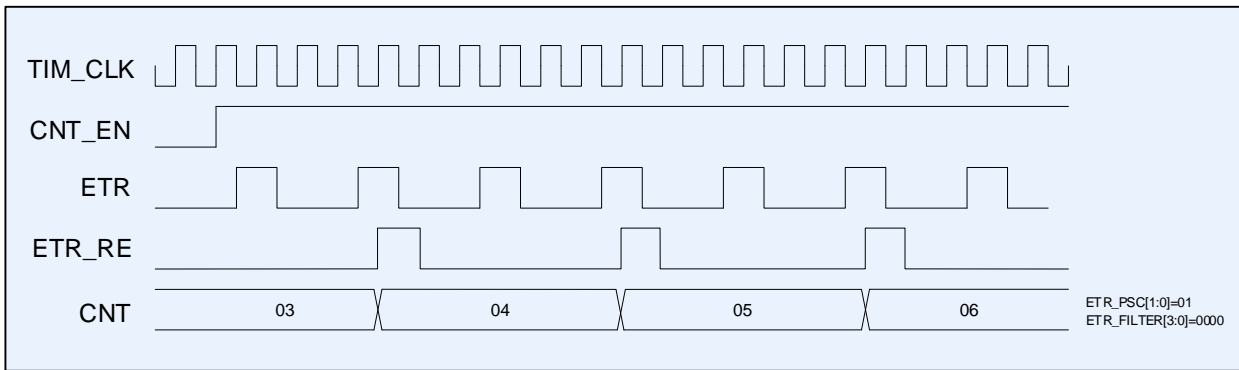 TIM_CLK
CNT_EN
ETR
ETR_RE
CNT
03
04
05
06
ETR_PSC[1:0]=01
ETR_FILTER[3:0]=0000